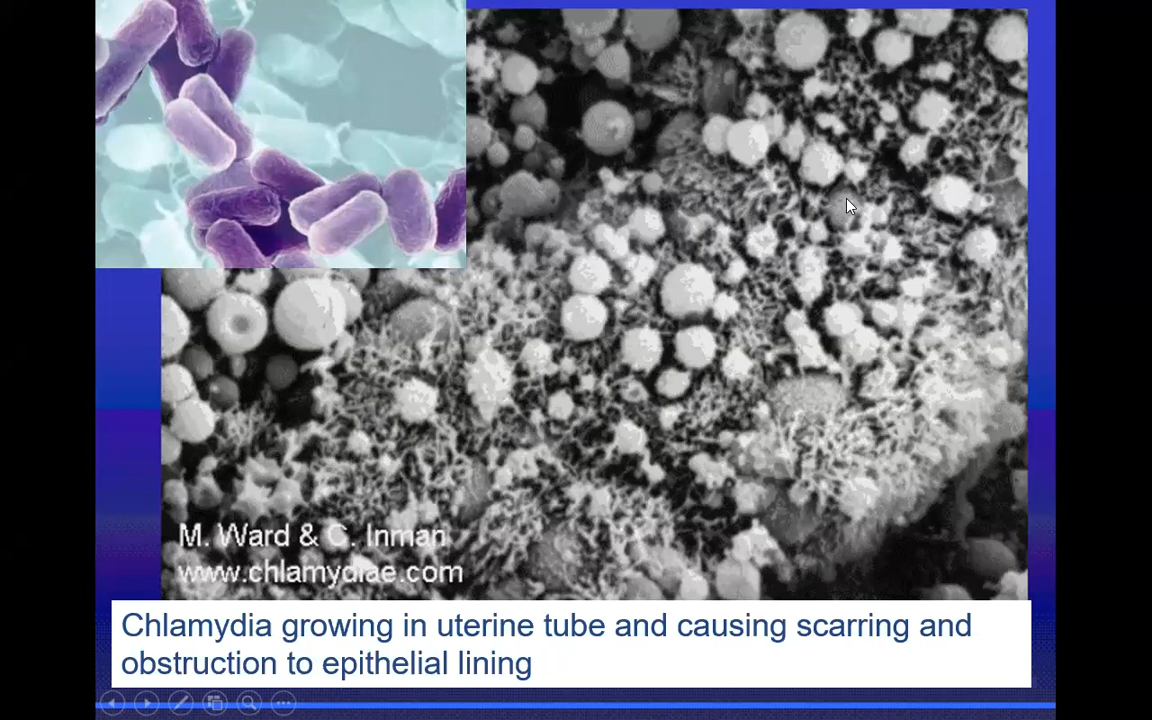 M. Ward & C. Inman
www.chlamydiae.com
Chlamydia growing in uterine tube and causing scarring and
obstruction to epithelial lining